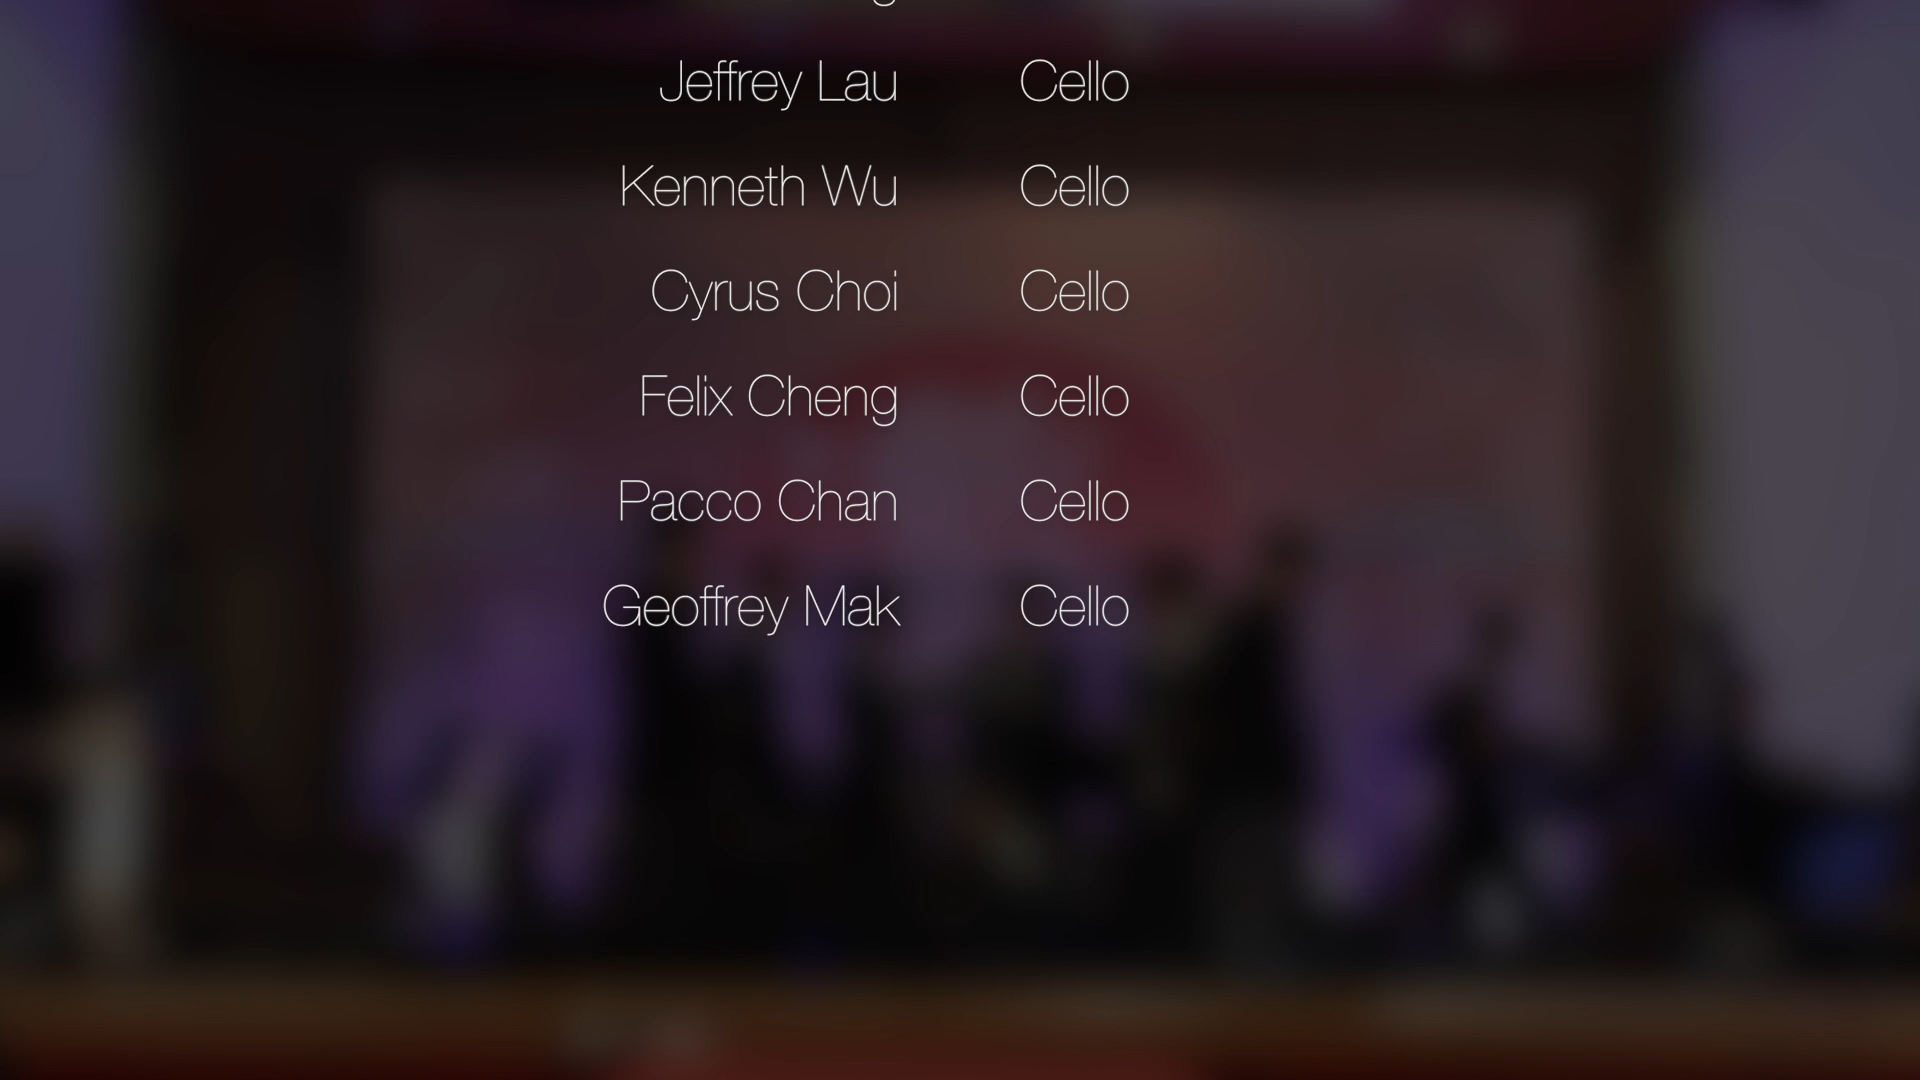 Jeffrey Lau Cello
Kenneth Wu Cello
Cyrus Choi Cello
Felix Cheng Cello
Pacco Chan Cello
Geoffrey Mak Cello